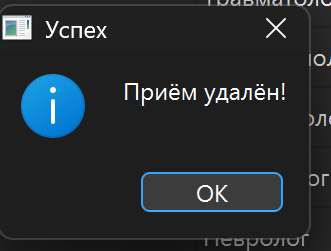 Успех
Приём удалён!
OK
Невролог